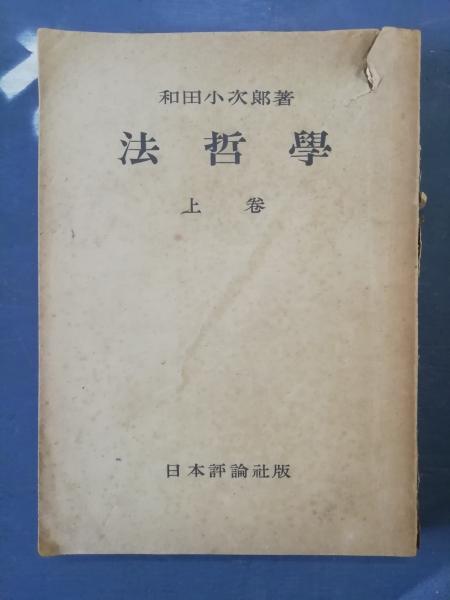 和田小次郎著
法哲學
上卷
日本評論社版